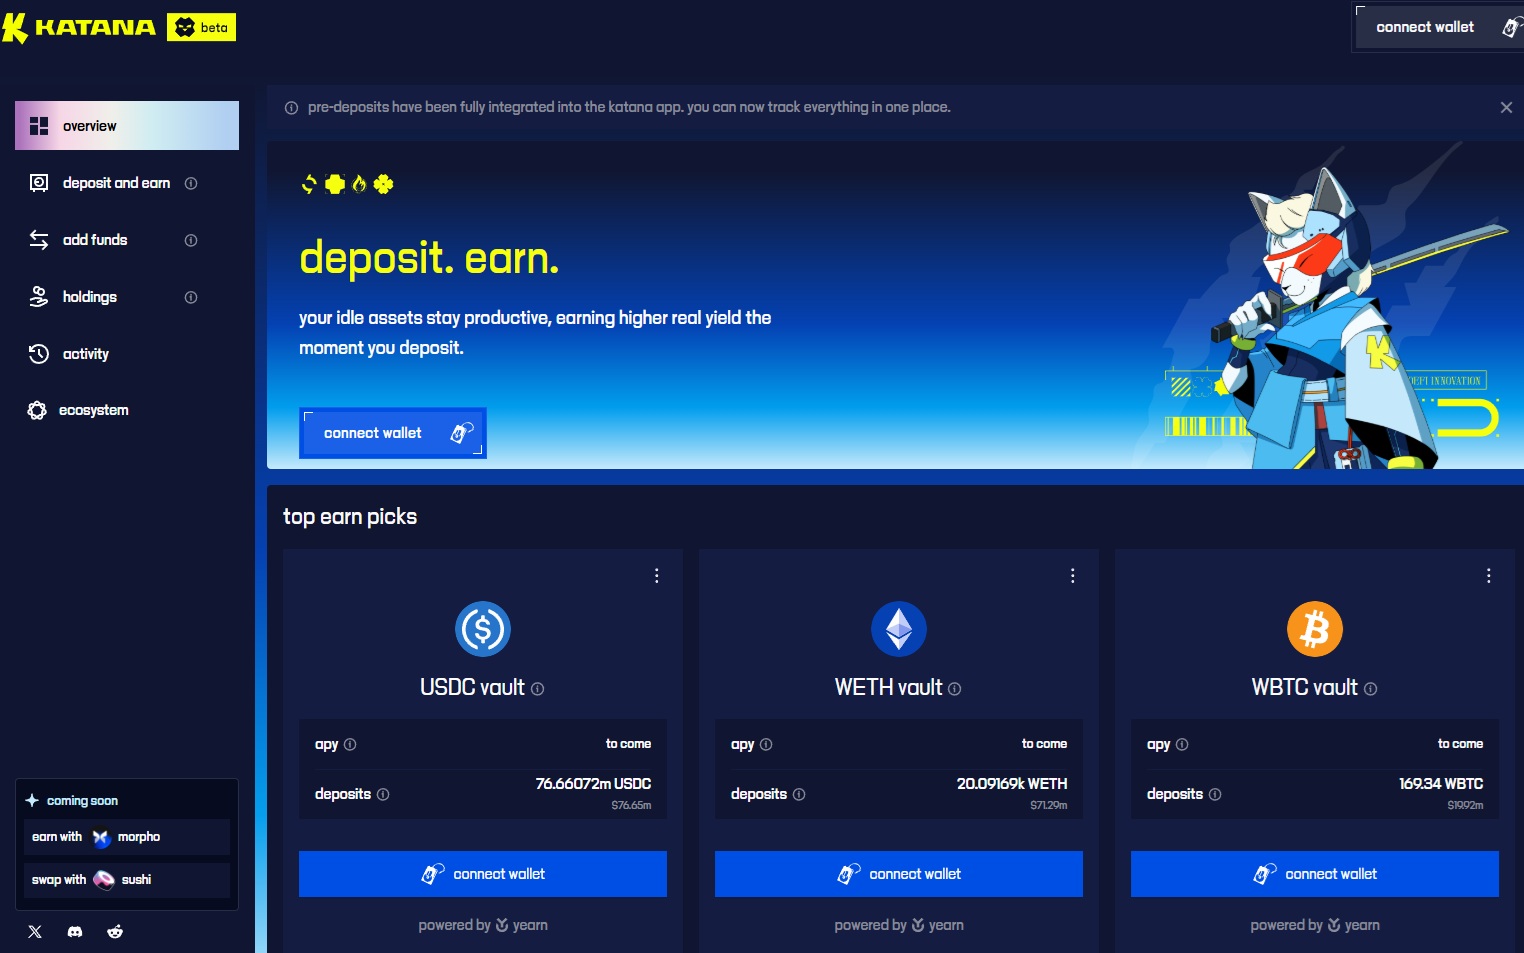 KATANA beta
connect wallet
overview
deposit and earn
add funds
holdings
activity
ecosystem
coming soon
earn with morpho
swap with sushi
pre-deposits have been fully integrated into the katana app. you can now track everything in one place.
deposit. earn.
your idle assets stay productive, earning higher real yield the
moment you deposit.
connect wallet
DEFI INNOVATION
top earn picks
USDC vault
apy to come
deposits 76.66072m USDC
$76.65m
connect wallet
powered by yearn
WETH vault
apy to come
deposits 20.09169k WETH
$71.29m
connect wallet
powered by yearn
WBTC vault
apy to come
deposits 169.34 WBTC
$19.92m
connect wallet
powered by yearn